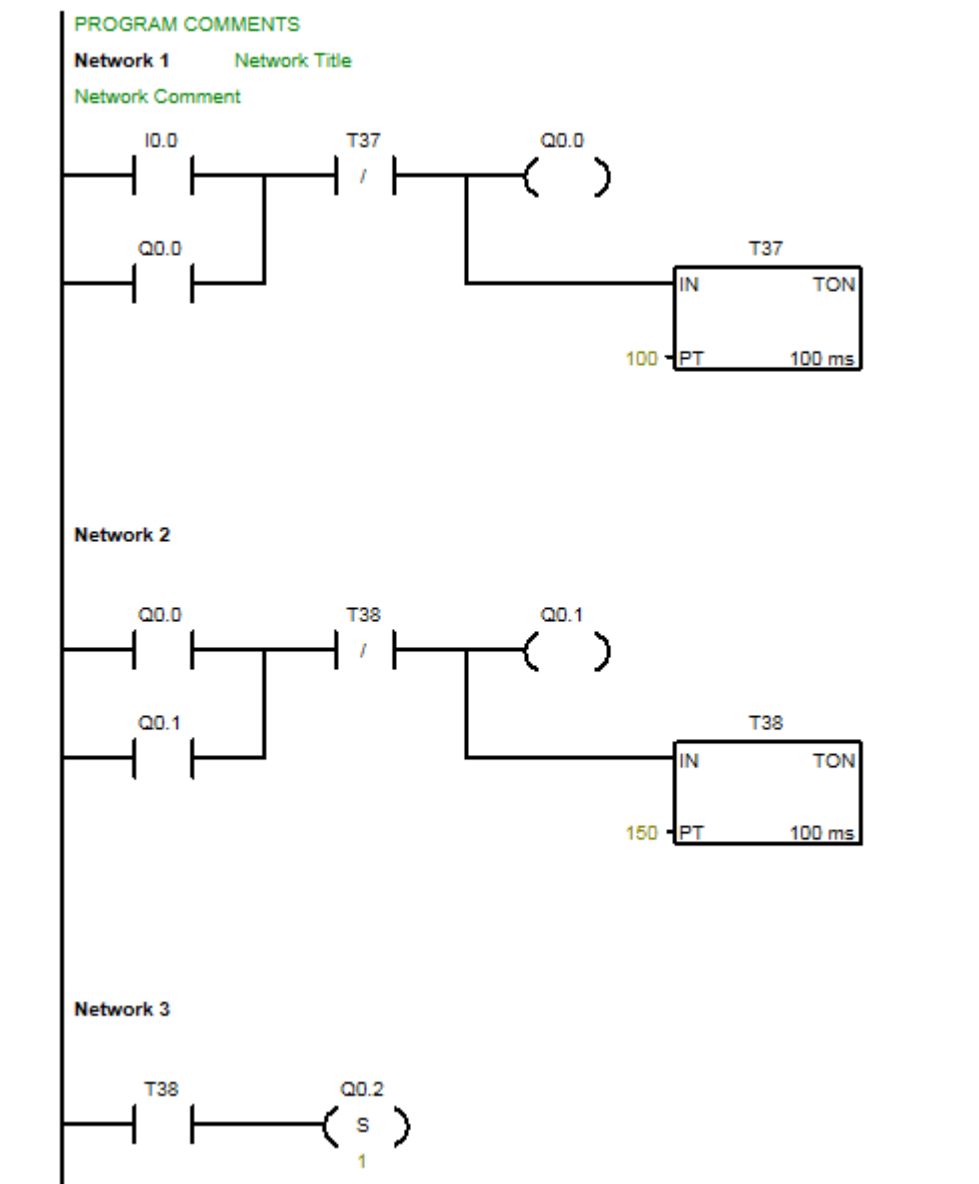 PROGRAM COMMENTS
Network 1 Network Title
Network Comment
I0.0 T37 Q0.0
/
Q0.0 T37
IN TON
100 PT 100 ms
Network 2
Q0.0 T38 Q0.1
/
Q0.1 T38
IN TON
150 PT 100 ms
Network 3
T38 Q0.2
S
1